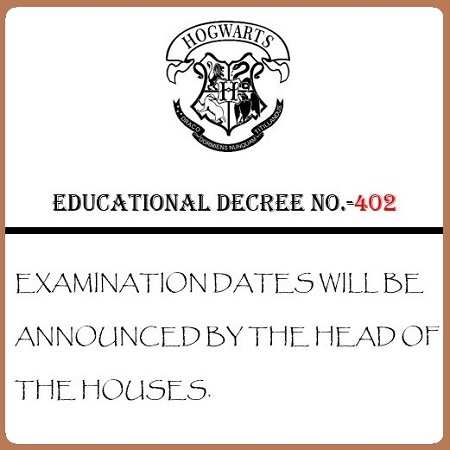 HOGWARTS
DRACO DORMIENS NUNQUAM TITILLANDUS
EDUCATIONAL DECREE NO.-402
EXAMINATION DATES WILL BE
ANNOUNCED BY THE HEAD OF
THE HOUSES.